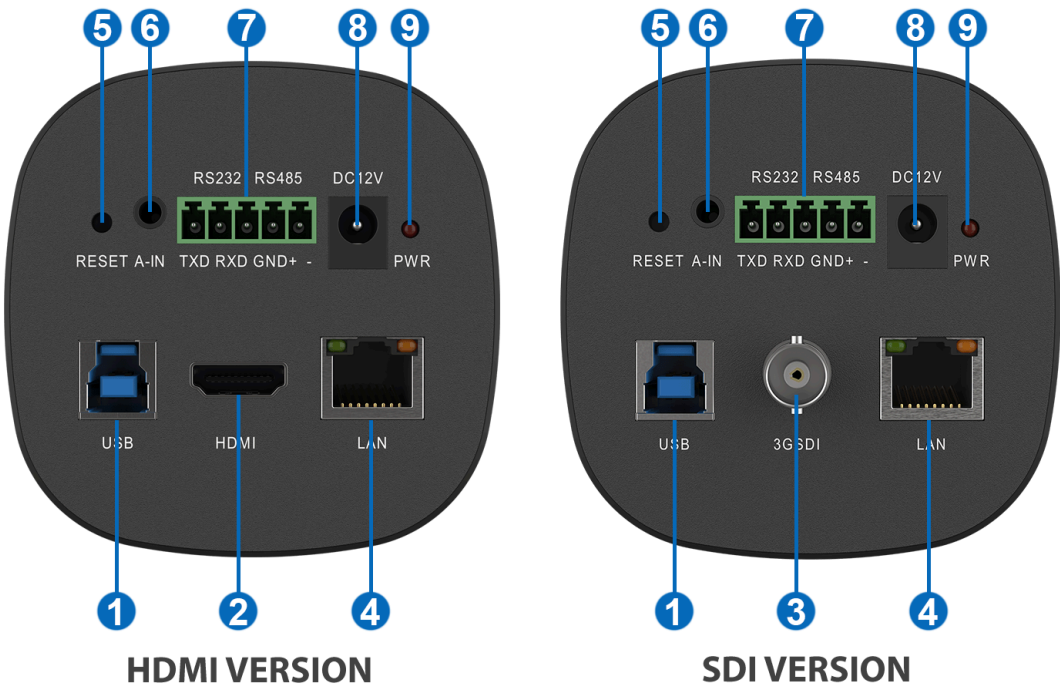 5 6 7 8 9
RS232 RS485 DC12V
RESET A-IN TXD RXD GND+ - PWR
USB HDMI LAN
1 2 4
HDMI VERSION
5 6 7 8 9
RS232 RS485 DC12V
RESET A-IN TXD RXD GND+ - PWR
USB 3GSDI LAN
1 3 4
SDI VERSION